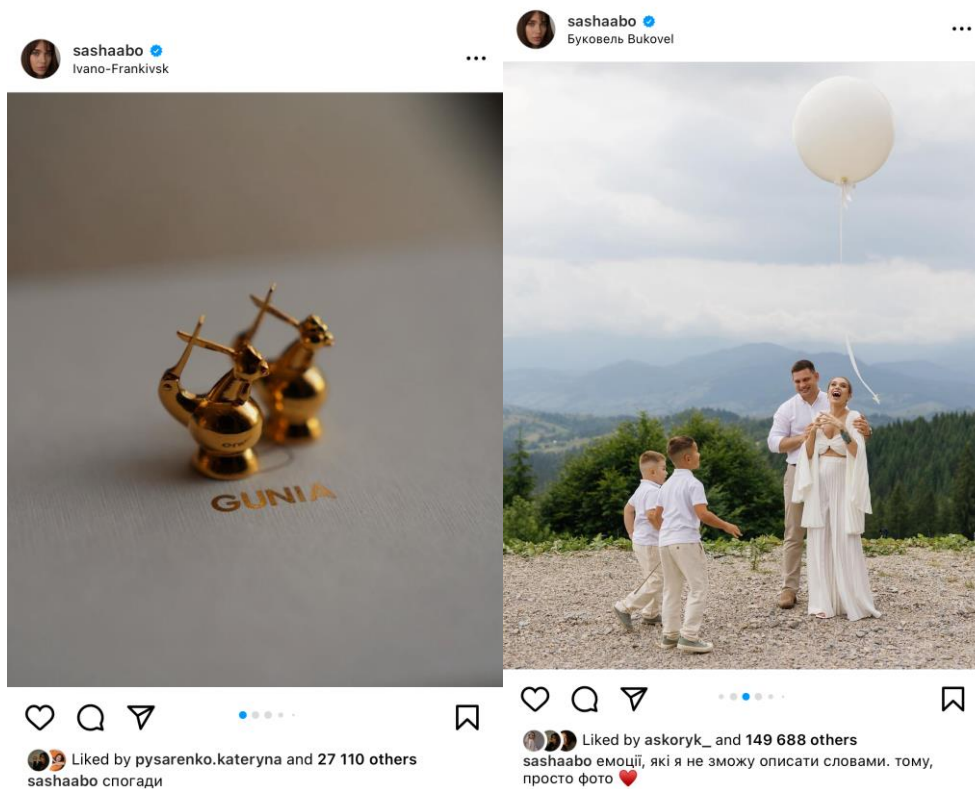 sashaabo
Ivano-Frankivsk
GUNIA
Liked by pysarenko.kateryna and 27 110 others
sashaabo спогади
sashaabo
Буковель Bukovel
Liked by askoryk_ and 149 688 others
sashaabo емоції, які я не зможу описати словами. тому,
просто фото